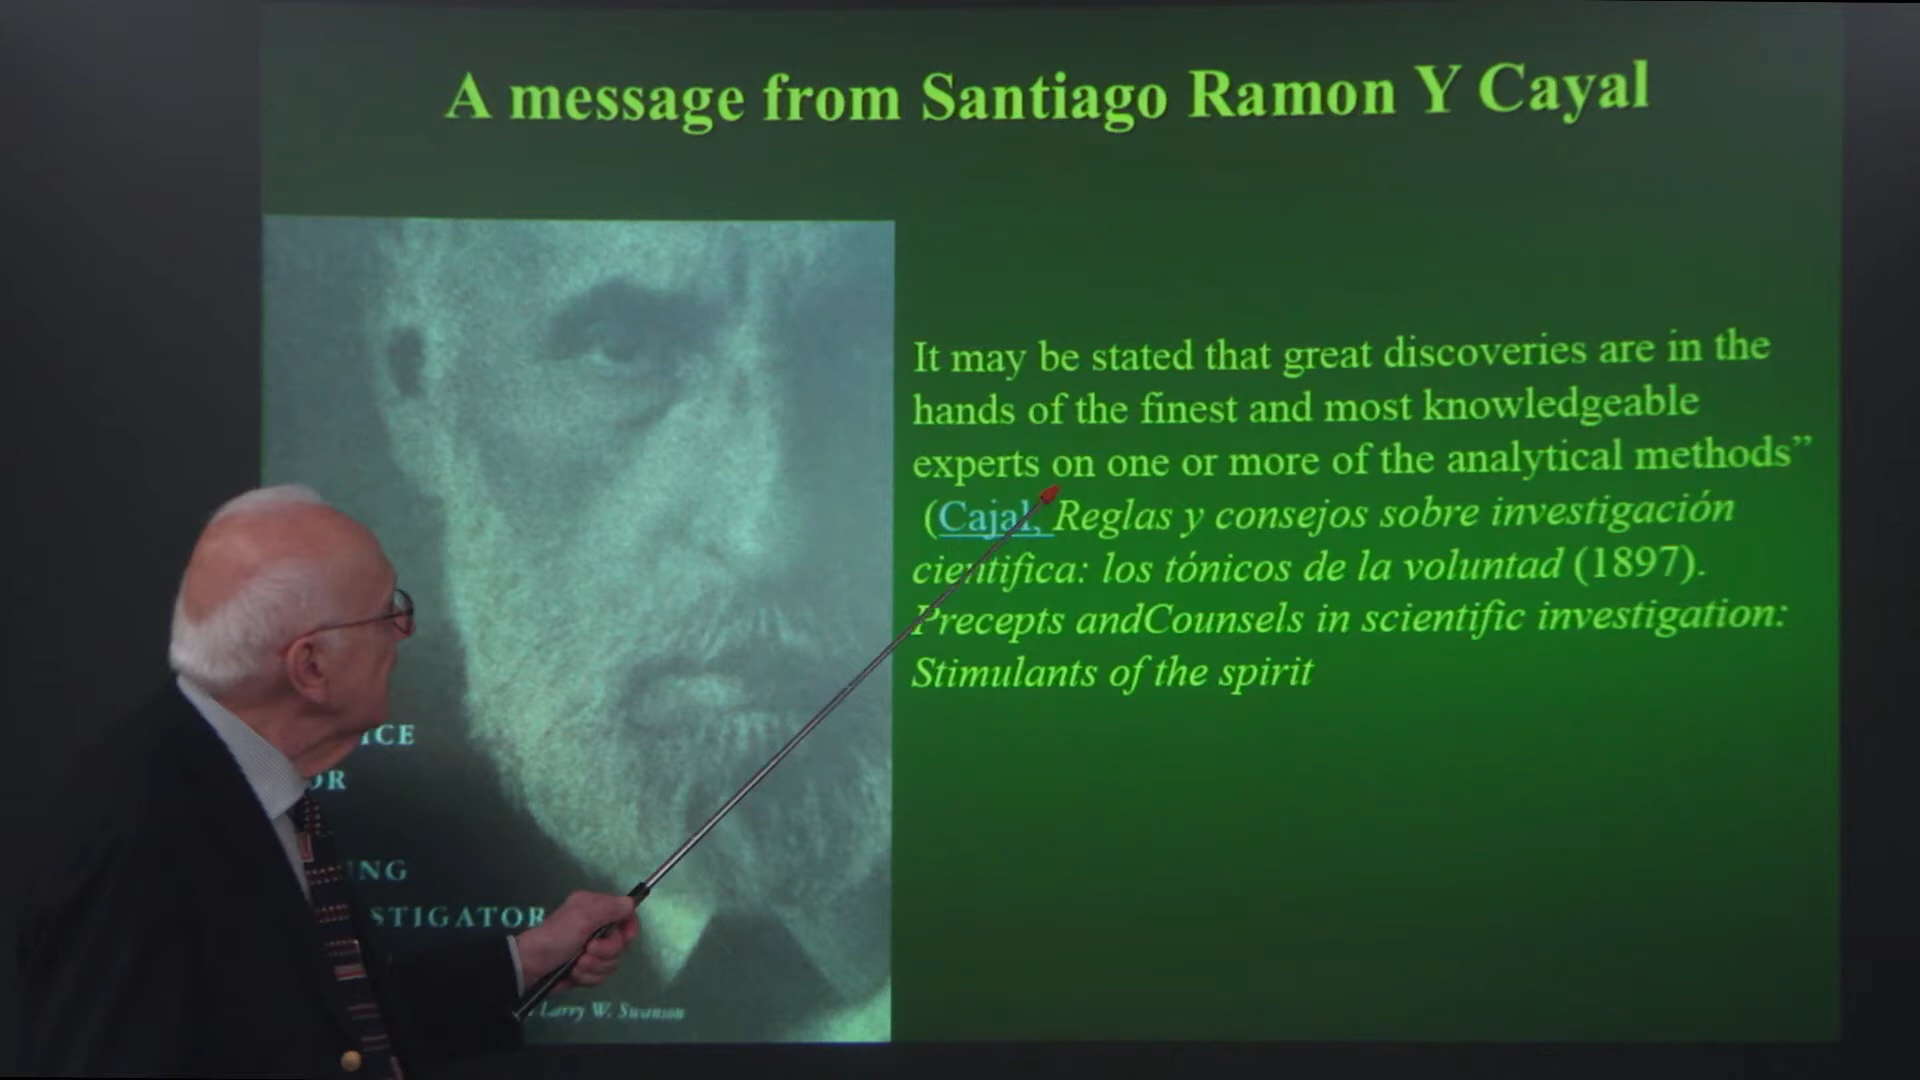 A message from Santiago Ramon Y Cayal
It may be stated that great discoveries are in the
hands of the finest and most knowledgeable
experts on one or more of the analytical methods”
(Cajal, Reglas y consejos sobre investigación
cientifica: los tónicos de la voluntad (1897).
Precepts andCounsels in scientific investigation:
Stimulants of the spirit
ICE
OR
ING
STIGATOR
Larry W. Swanson